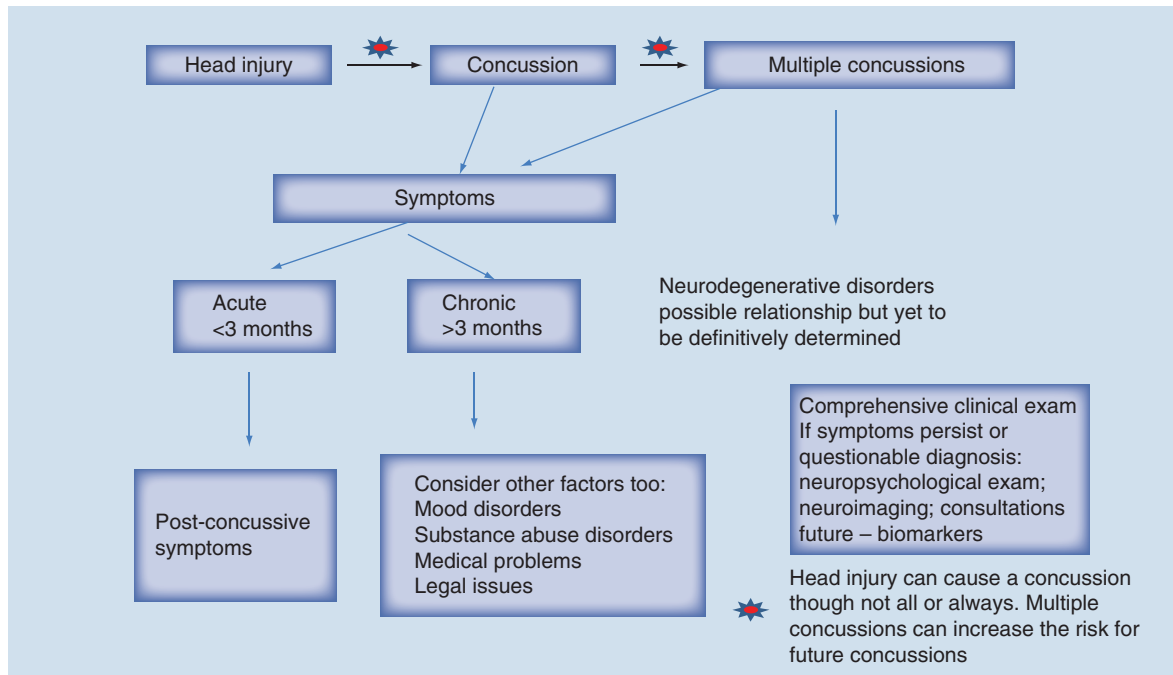 Head injury
Concussion
Multiple concussions
Symptoms
Acute
<3 months
Chronic
>3 months
Neurodegenerative disorders
possible relationship but yet to
be definitively determined
Post-concussive
symptoms
Consider other factors too:
Mood disorders
Substance abuse disorders
Medical problems
Legal issues
Comprehensive clinical exam
If symptoms persist or
questionable diagnosis:
neuropsychological exam;
neuroimaging; consultations
future – biomarkers
Head injury can cause a concussion
though not all or always. Multiple
concussions can increase the risk for
future concussions